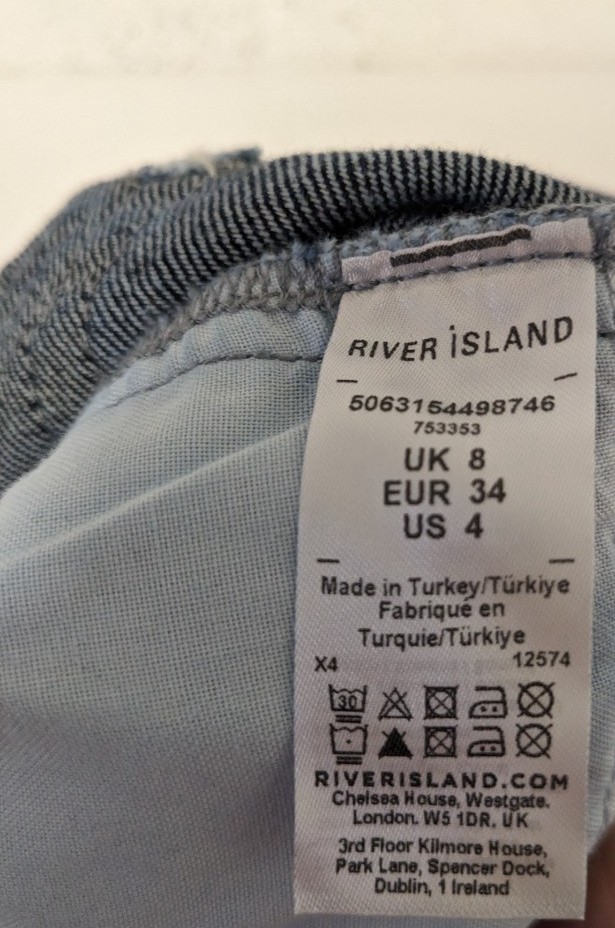 RIVER iSLAND
5063154498746
753353
UK 8
EUR 34
US 4
Made in Turkey/Türkiye
Fabriqué en
Turquie/Türkiye
X4 12574
30
RIVERISLAND.COM
Chelsea House, Westgate.
London. W5 1DR. UK
3rd Floor Kilmore House,
Park Lane, Spencer Dock,
Dublin, 1 Ireland